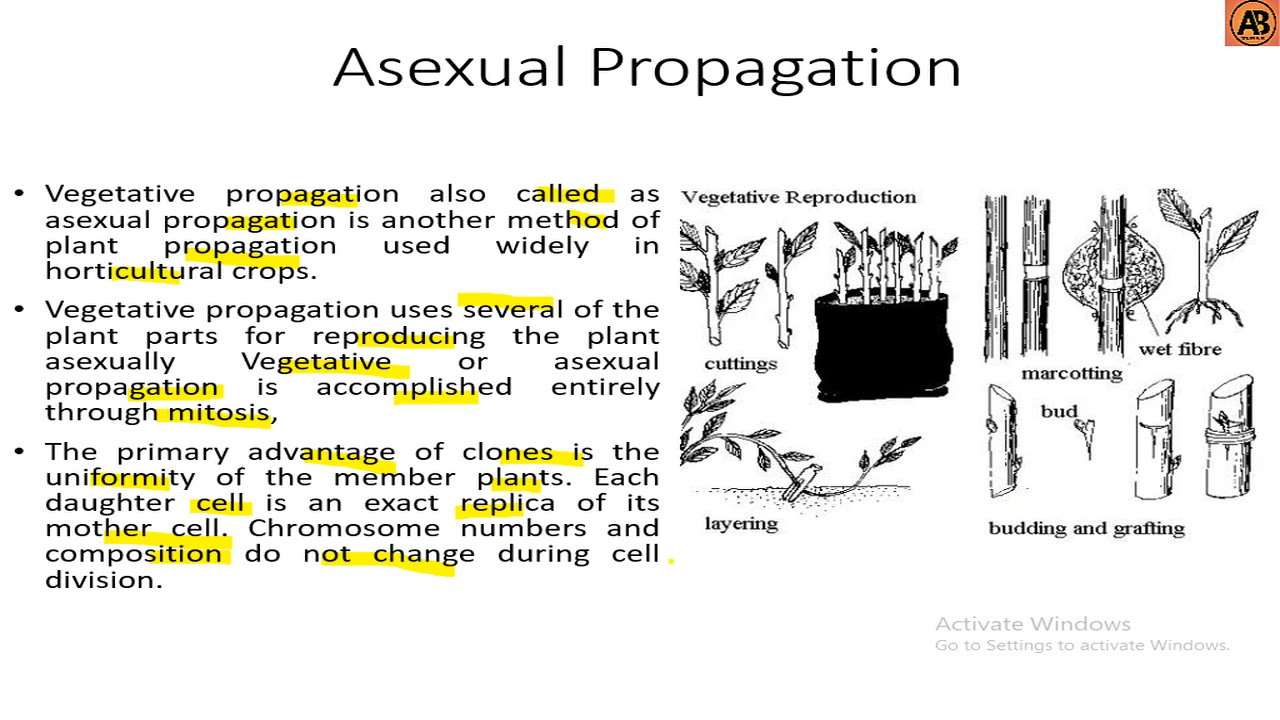 AB
Asexual Propagation
• Vegetative propagation also called as
asexual propagation is another method of
plant propagation used widely in
horticultural crops.
• Vegetative propagation uses several of the
plant parts for reproducing the plant
asexually Vegetative or asexual
propagation is accomplished entirely
through mitosis,
• The primary advantage of clones is the
uniformity of the member plants. Each
daughter cell is an exact replica of its
mother cell. Chromosome numbers and
composition do not change during cell
division.
Vegetative Reproduction
cuttings
layering
wet fibre
marcotting
bud
budding and grafting
Activate Windows
Go to Settings to activate Windows.